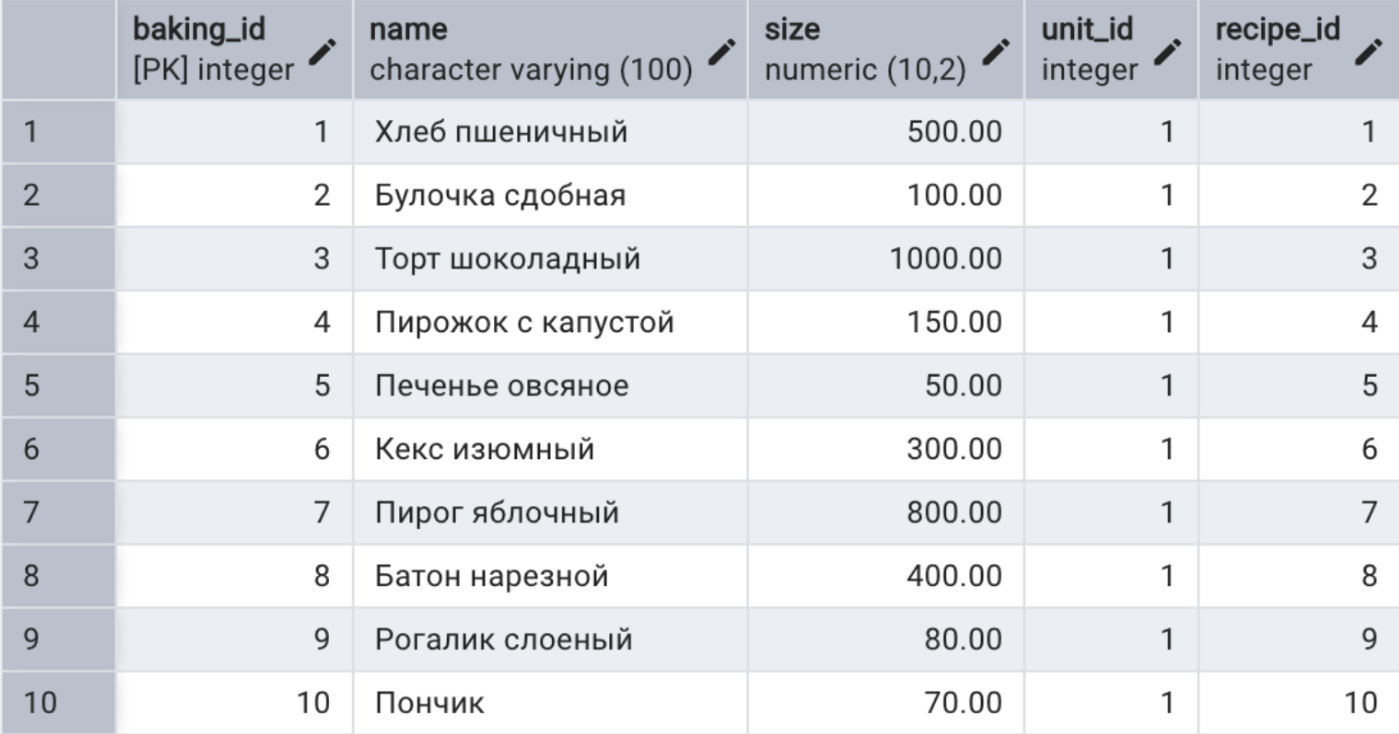 baking_id name size unit_id recipe_id
[PK] integer character varying (100) numeric (10,2) integer integer
1 1 Хлеб пшеничный 500.00 1 1
2 2 Булочка сдобная 100.00 1 2
3 3 Торт шоколадный 1000.00 1 3
4 4 Пирожок с капустой 150.00 1 4
5 5 Печенье овсяное 50.00 1 5
6 6 Кекс изюмный 300.00 1 6
7 7 Пирог яблочный 800.00 1 7
8 8 Батон нарезной 400.00 1 8
9 9 Рогалик слоеный 80.00 1 9
10 10 Пончик 70.00 1 10